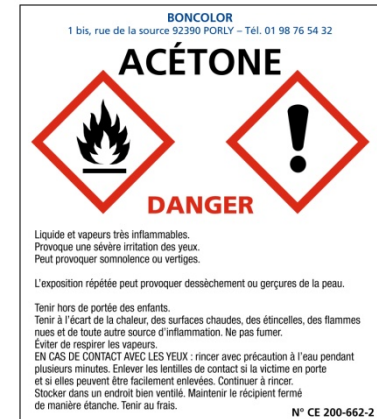 BONCOLOR
1 bis, rue de la source 92390 PORLY – Tél. 01 98 76 54 32
ACÉTONE
DANGER
Liquide et vapeurs très inflammables.
Provoque une sévère irritation des yeux.
Peut provoquer somnolence ou vertiges.
L'exposition répétée peut provoquer dessèchement ou gerçures de la peau.
Tenir hors de portée des enfants.
Tenir à l'écart de la chaleur, des surfaces chaudes, des étincelles, des flammes
nues et de toute autre source d'inflammation. Ne pas fumer.
Éviter de respirer les vapeurs.
EN CAS DE CONTACT AVEC LES YEUX : rincer avec précaution à l'eau pendant
plusieurs minutes. Enlever les lentilles de contact si la victime en porte
et si elles peuvent être facilement enlevées. Continuer à rincer.
Stocker dans un endroit bien ventilé. Maintenir le récipient fermé
de manière étanche. Tenir au frais.
N° CE 200-662-2